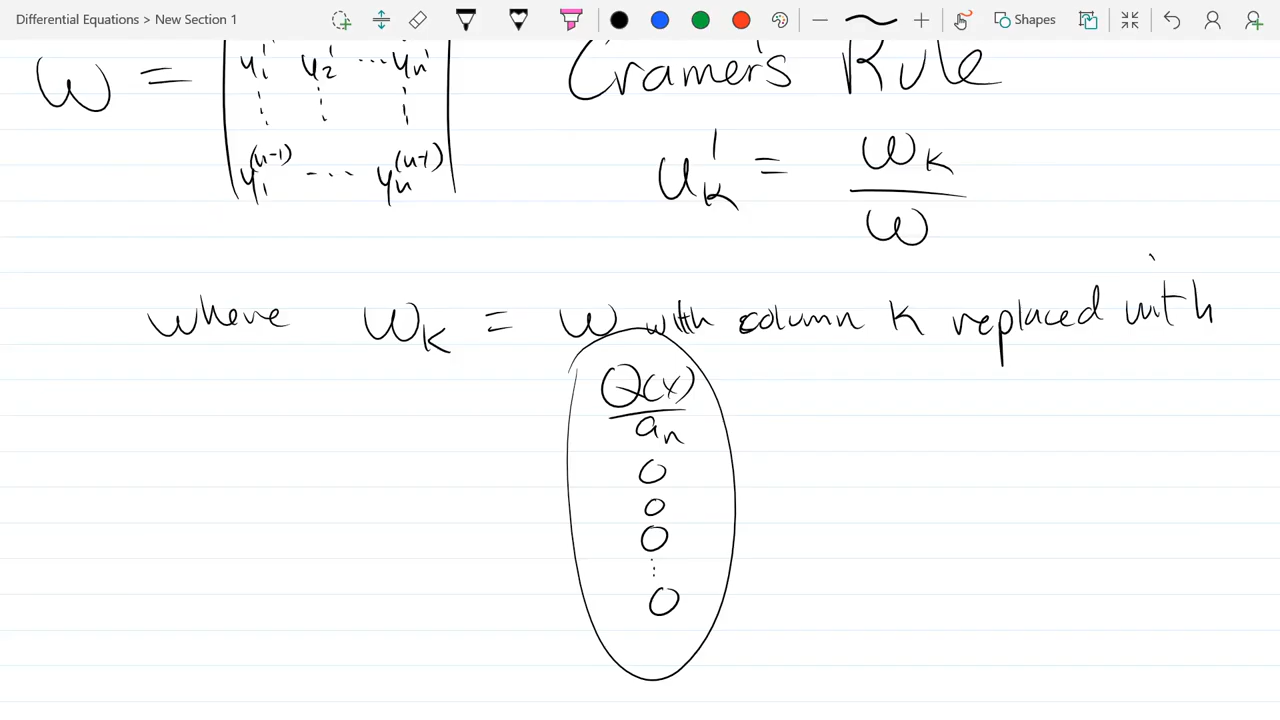 Differential Equations > New Section 1
Shapes
y₁' y₂' ... yₙ'
W =
y₁⁽ⁿ⁻¹⁾ ... yₙ⁽ⁿ⁻¹⁾
Cramer's Rule
u'ₖ = Wₖ / W
where Wₖ = W with column K replaced with
Q(x)
aₙ
0
0
0
⋮
0